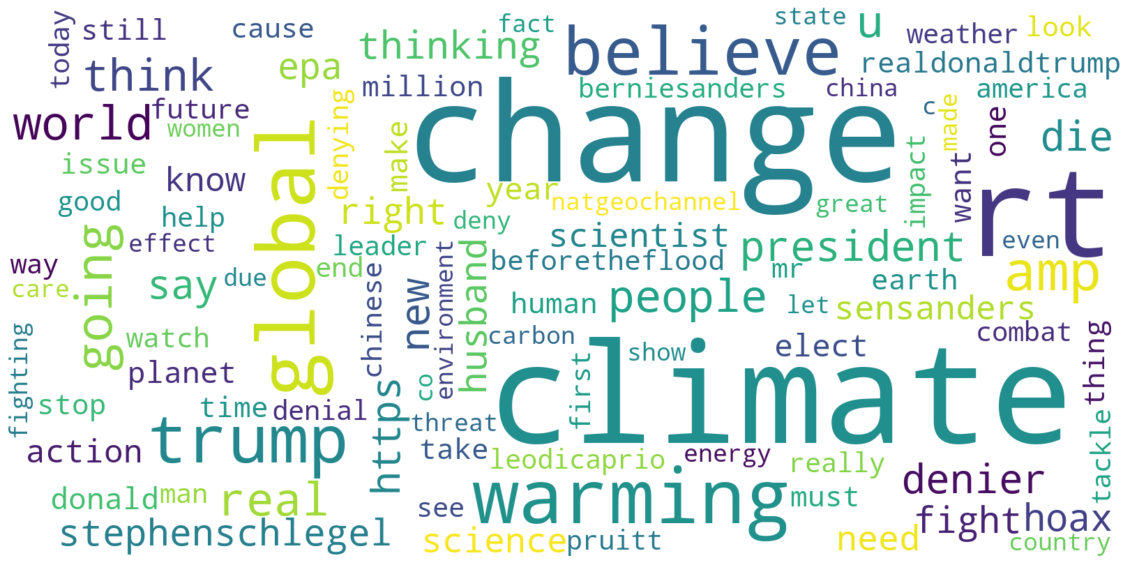 today
still
cause
fact
state
u
weather
look
thinking
believe
realdonaldtrump
think
epa
million
berniesanders
china
america
world
future
women
denying
make
change
c
made
one
die
issue
know
global
year
natgeochannel
great
impact
want
rt
good
help
right
deny
going
effect
leader
scientist
president
even
way
care
say
due
end
chinese
new
environment
husband
beforetheflood
mr
earth
amp
human
people
let
sensanders
fighting
watch
planet
carbon
show
elect
combat
thing
stop
time
denial
https
co
first
climate
action
trump
threat
take
leodicaprio
energy
really
tackle
donald
man
real
see
warming
must
denier
stephenschlegel
science
pruitt
need
fight
hoax
country